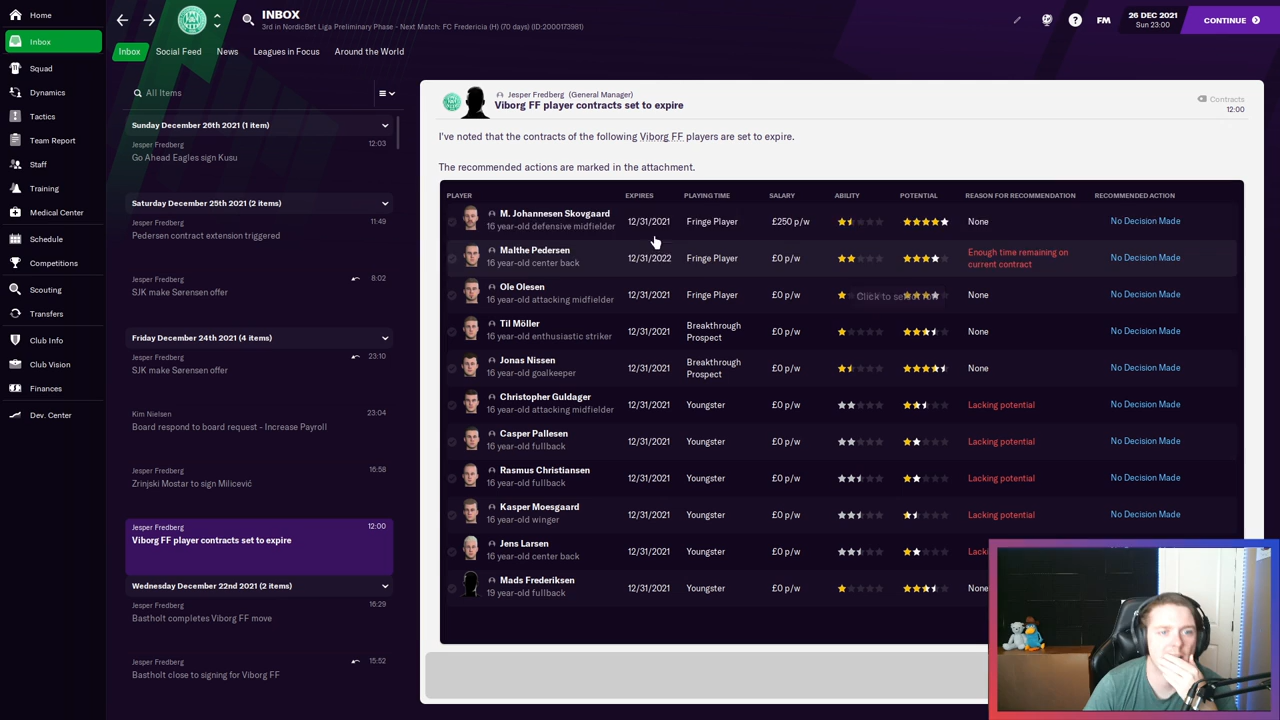 Home
Inbox
Squad
Dynamics
Tactics
Team Report
Staff
Training
Medical Center
Schedule
Competitions
Scouting
Transfers
Club Info
Club Vision
Finances
Dev. Center
INBOX
3rd in NordicBet Liga Preliminary Phase - Next Match: FC Fredericia (H) (70 days) (ID:2000173981)
FM
26 DEC 2021
Sun 23:00
CONTINUE
Inbox Social Feed News Leagues in Focus Around the World
All Items
Sunday December 26th 2021 (1 item)
Jesper Fredberg 12:03
Go Ahead Eagles sign Kusu
Saturday December 25th 2021 (2 items)
Jesper Fredberg 11:49
Pedersen contract extension triggered
Jesper Fredberg 8:02
SJK make Sørensen offer
Friday December 24th 2021 (4 items)
Jesper Fredberg 23:10
SJK make Sørensen offer
Kim Nielsen 23:04
Board respond to board request - Increase Payroll
Jesper Fredberg 16:58
Zrinjski Mostar to sign Milicević
Jesper Fredberg 12:00
Viborg FF player contracts set to expire
Wednesday December 22nd 2021 (2 items)
Jesper Fredberg 16:29
Bastholt completes Viborg FF move
Jesper Fredberg 15:52
Bastholt close to signing for Viborg FF
Jesper Fredberg (General Manager)
Viborg FF player contracts set to expire
Contracts
12:00
I've noted that the contracts of the following Viborg FF players are set to expire.
The recommended actions are marked in the attachment.
PLAYER EXPIRES PLAYING TIME SALARY ABILITY POTENTIAL REASON FOR RECOMMENDATION RECOMMENDED ACTION
M. Johannesen Skovgaard
16 year-old defensive midfielder
12/31/2021 Fringe Player £250 p/w None No Decision Made
Malthe Pedersen
16 year-old center back
12/31/2022 Fringe Player £0 p/w Enough time remaining on
current contract
No Decision Made
Ole Olesen
16 year-old attacking midfielder
12/31/2021 Fringe Player £0 p/w None No Decision Made
Til Möller
16 year-old enthusiastic striker
12/31/2021 Breakthrough
Prospect
£0 p/w None No Decision Made
Jonas Nissen
16 year-old goalkeeper
12/31/2021 Breakthrough
Prospect
£0 p/w None No Decision Made
Christopher Guldager
16 year-old attacking midfielder
12/31/2021 Youngster £0 p/w Lacking potential No Decision Made
Casper Pallesen
16 year-old fullback
12/31/2021 Youngster £0 p/w Lacking potential No Decision Made
Rasmus Christiansen
16 year-old fullback
12/31/2021 Youngster £0 p/w Lacking potential No Decision Made
Kasper Moesgaard
16 year-old winger
12/31/2021 Youngster £0 p/w Lacking potential No Decision Made
Jens Larsen
16 year-old center back
12/31/2021 Youngster £0 p/w
Mads Frederiksen
19 year-old fullback
12/31/2021 Youngster £0 p/w None